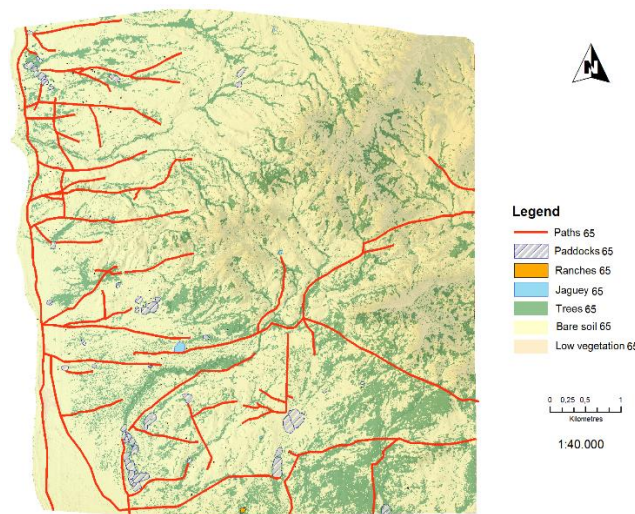 N
Legend
Paths 65
Paddocks 65
Ranches 65
Jaguey 65
Trees 65
Bare soil 65
Low vegetation 65
0 0,25 0,5 1
Kilometres
1:40.000